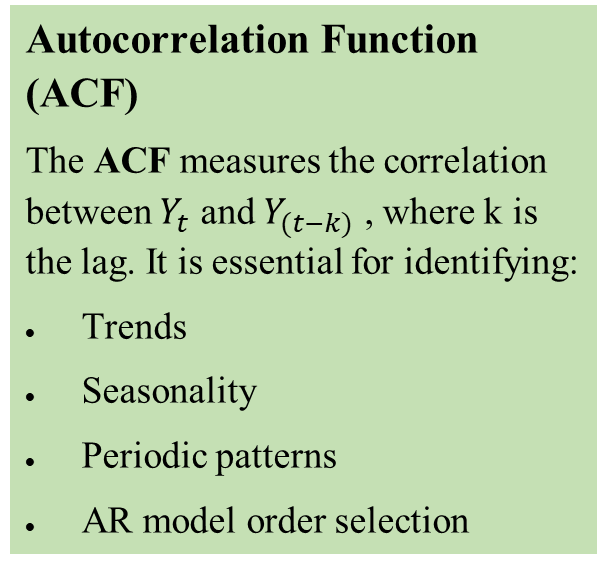 Autocorrelation Function
(ACF)
The ACF measures the correlation
between Y_t and Y_(t−k) , where k is
the lag. It is essential for identifying:
• Trends
• Seasonality
• Periodic patterns
• AR model order selection